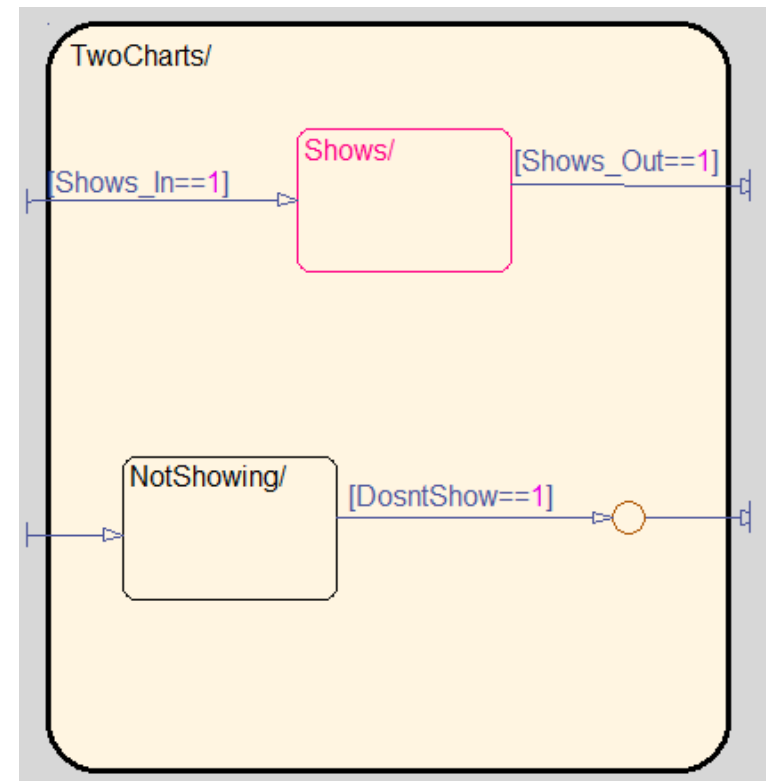 TwoCharts/
Shows/
[Shows_In==1]
[Shows_Out==1]
NotShowing/
[DosntShow==1]